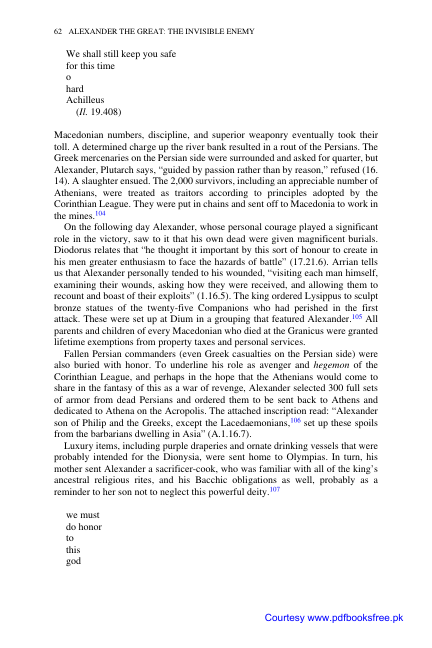 62 ALEXANDER THE GREAT: THE INVISIBLE ENEMY
We shall still keep you safe
for this time
o
hard
Achilleus
(Il. 19.408)
Macedonian numbers, discipline, and superior weaponry eventually took their
toll. A determined charge up the river bank resulted in a rout of the Persians. The
Greek mercenaries on the Persian side were surrounded and asked for quarter, but
Alexander, Plutarch says, “guided by passion rather than by reason,” refused (16.
14). A slaughter ensued. The 2,000 survivors, including an appreciable number of
Athenians, were treated as traitors according to principles adopted by the
Corinthian League. They were put in chains and sent off to Macedonia to work in
the mines.104
On the following day Alexander, whose personal courage played a significant
role in the victory, saw to it that his own dead were given magnificent burials.
Diodorus relates that “he thought it important by this sort of honour to create in
his men greater enthusiasm to face the hazards of battle” (17.21.6). Arrian tells
us that Alexander personally tended to his wounded, “visiting each man himself,
examining their wounds, asking how they were received, and allowing them to
recount and boast of their exploits” (1.16.5). The king ordered Lysippus to sculpt
bronze statues of the twenty-five Companions who had perished in the first
attack. These were set up at Dium in a grouping that featured Alexander.105 All
parents and children of every Macedonian who died at the Granicus were granted
lifetime exemptions from property taxes and personal services.
Fallen Persian commanders (even Greek casualties on the Persian side) were
also buried with honor. To underline his role as avenger and hegemon of the
Corinthian League, and perhaps in the hope that the Athenians would come to
share in the fantasy of this as a war of revenge, Alexander selected 300 full sets
of armor from dead Persians and ordered them to be sent back to Athens and
dedicated to Athena on the Acropolis. The attached inscription read: “Alexander
son of Philip and the Greeks, except the Lacedaemonians,106 set up these spoils
from the barbarians dwelling in Asia” (A.1.16.7).
Luxury items, including purple draperies and ornate drinking vessels that were
probably intended for the Dionysia, were sent home to Olympias. In turn, his
mother sent Alexander a sacrificer-cook, who was familiar with all of the king’s
ancestral religious rites, and his Bacchic obligations as well, probably as a
reminder to her son not to neglect this powerful deity.107
we must
do honor
to
this
god
Courtesy www.pdfbooksfree.pk